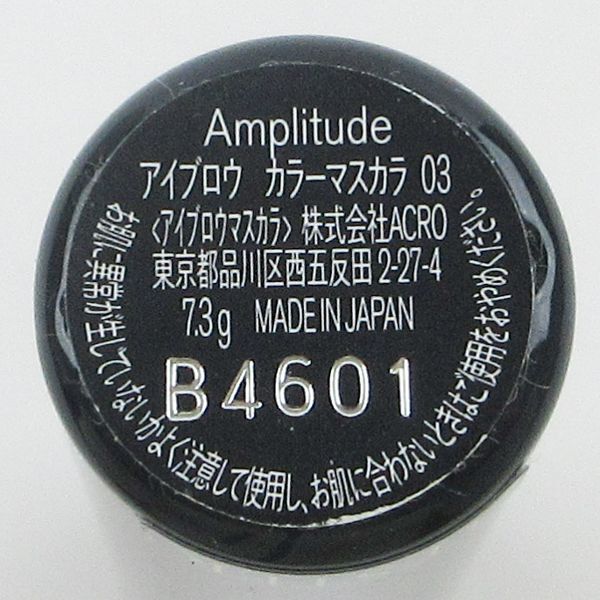 Amplitude
アイブロウ カラーマスカラ 03
〈アイブロウマスカラ〉 株式会社ACRO
東京都品川区西五反田 2-27-4
7.3g MADE IN JAPAN
B4601
お肌に異常が生じていないかよく注意して使用し、お肌に合わないときはご使用をおやめください。